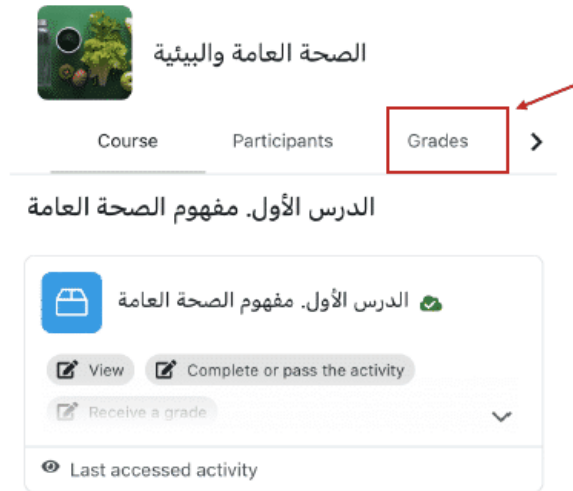 الصحة العامة والبيئية
Course Participants Grades
الدرس الأول. مفهوم الصحة العامة
الدرس الأول. مفهوم الصحة العامة
View Complete or pass the activity
Receive a grade
Last accessed activity